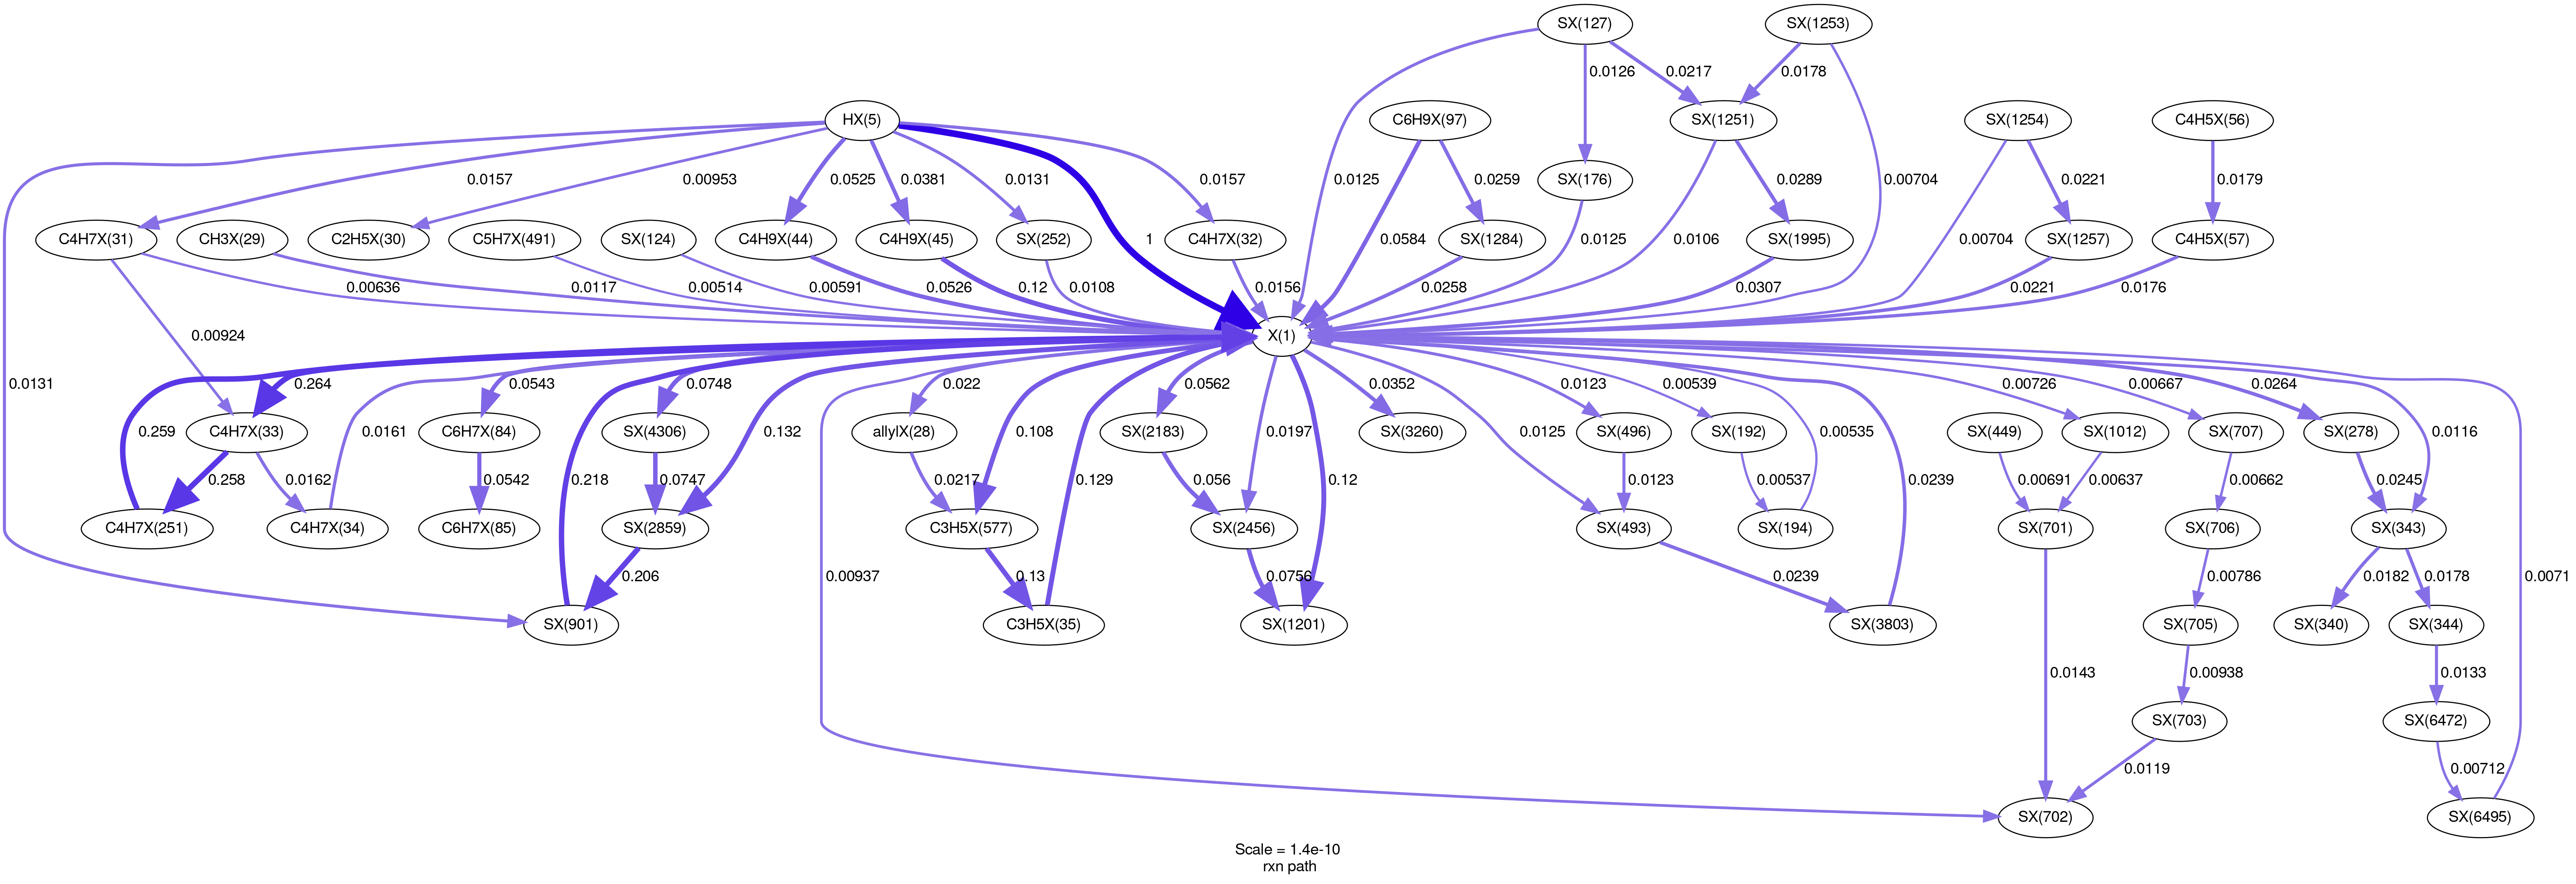 SX(127)
SX(1253)
0.0126
0.0217
0.0178
HX(5)
C6H9X(97)
SX(1251)
SX(1254)
C4H5X(56)
0.0157
0.00953
0.0525
0.0381
0.0131
0.0157
0.0125
0.0259
SX(176)
0.0289
0.00704
0.0221
0.0179
C4H7X(31)
CH3X(29)
C2H5X(30)
C5H7X(491)
SX(124)
C4H9X(44)
C4H9X(45)
SX(252)
1
C4H7X(32)
0.0584
SX(1284)
0.0125
0.0106
SX(1995)
0.00704
SX(1257)
C4H5X(57)
0.00636
0.0117
0.00514
0.00591
0.0526
0.12
0.0108
0.0156
0.0258
0.0307
0.0221
0.0176
0.00924
X(1)
0.0131
0.264
0.0543
0.0748
0.022
0.0562
0.0352
0.0123
0.00539
0.00726
0.00667
0.0264
C4H7X(33)
C6H7X(84)
SX(4306)
0.132
allylX(28)
0.108
SX(2183)
0.0197
SX(3260)
0.0125
SX(496)
SX(192)
0.00535
SX(449)
SX(1012)
SX(707)
SX(278)
0.0116
0.259
0.258
0.0162
0.0161
0.0542
0.218
0.0747
0.0217
0.129
0.056
0.12
0.0123
0.00537
0.0239
0.00691
0.00637
0.00662
0.0245
C4H7X(251)
C4H7X(34)
C6H7X(85)
SX(2859)
C3H5X(577)
SX(2456)
SX(493)
SX(194)
SX(701)
SX(706)
SX(343)
0.206
0.00937
0.13
0.0756
0.0239
0.00786
0.0182
0.0178
0.0071
SX(901)
C3H5X(35)
SX(1201)
SX(3803)
SX(705)
SX(340)
SX(344)
0.0143
0.00938
0.0133
SX(703)
SX(6472)
0.0119
0.00712
SX(702)
SX(6495)
Scale = 1.4e-10
rxn path